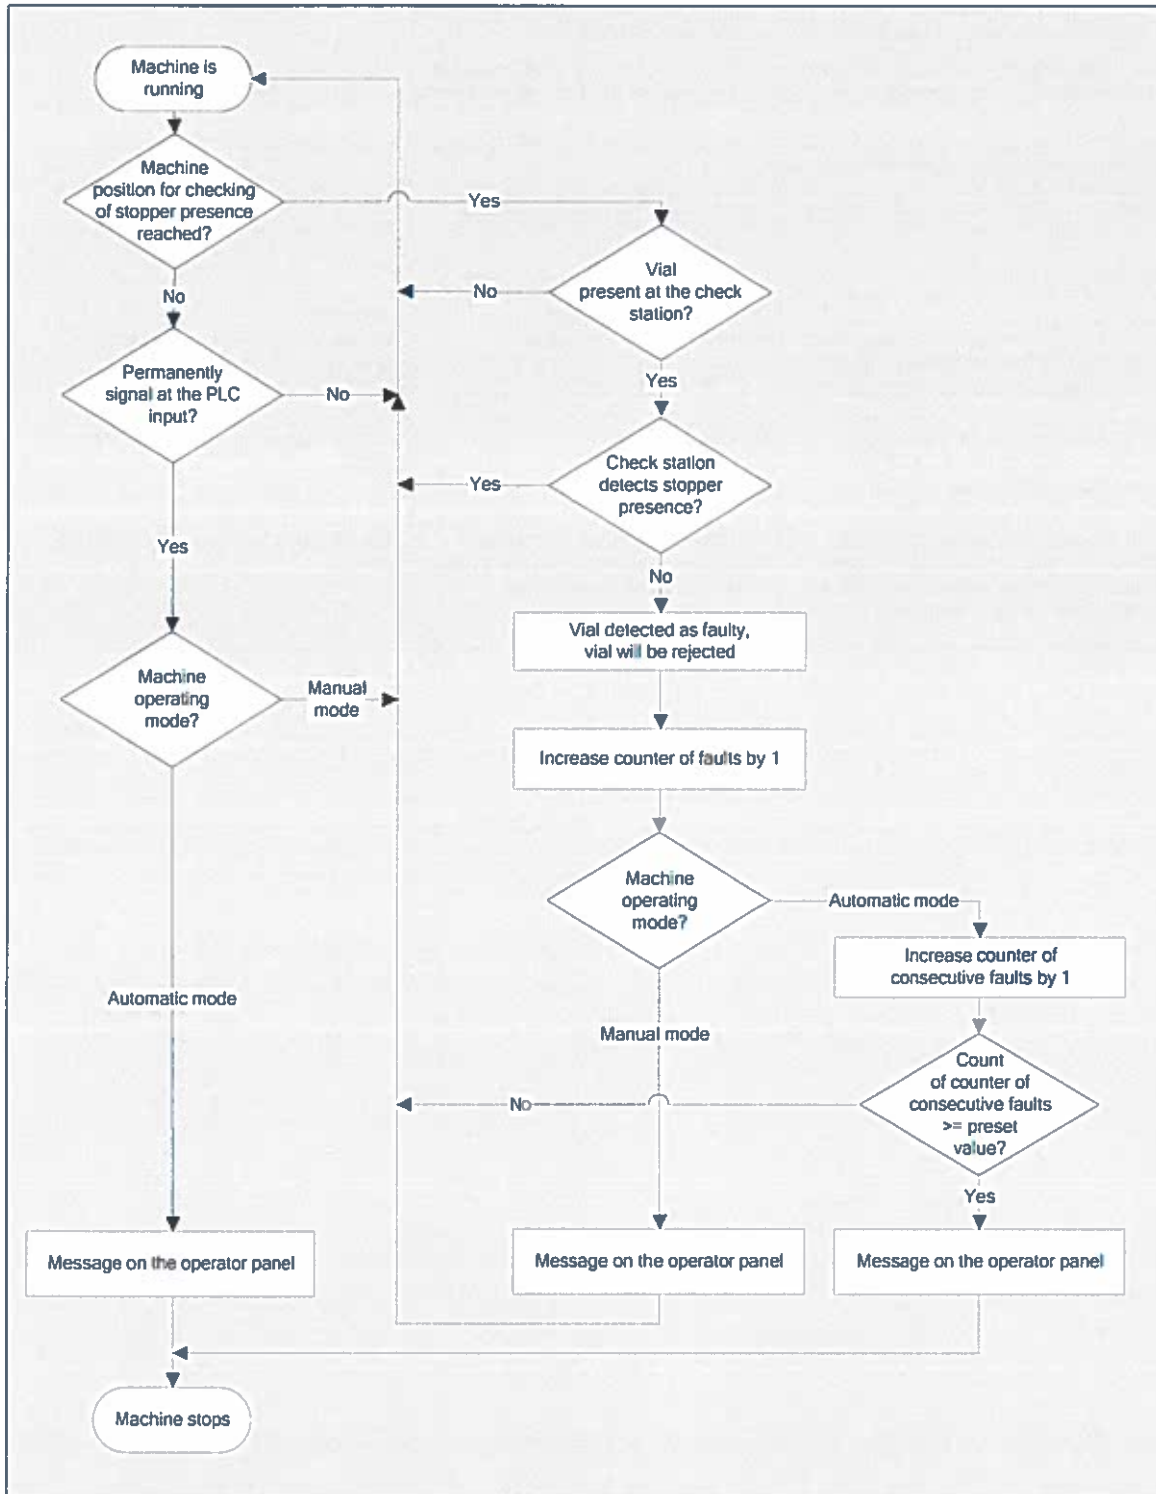 Machine is
running
Machine
position for checking
of stopper presence
reached?
Yes
No
Vial
present at the check
station?
No
Yes
Permanently
signal at the PLC
input?
No
Yes
Check station
detects stopper
presence?
Yes
No
Vial detected as faulty,
vial will be rejected
Machine
operating
mode?
Manual
mode
Automatic mode
Increase counter of faults by 1
Machine
operating
mode?
Automatic mode
Manual mode
Increase counter of
consecutive faults by 1
Count
of counter of
consecutive faults
>= preset
value?
No
Yes
Message on the operator panel
Message on the operator panel
Message on the operator panel
Machine stops